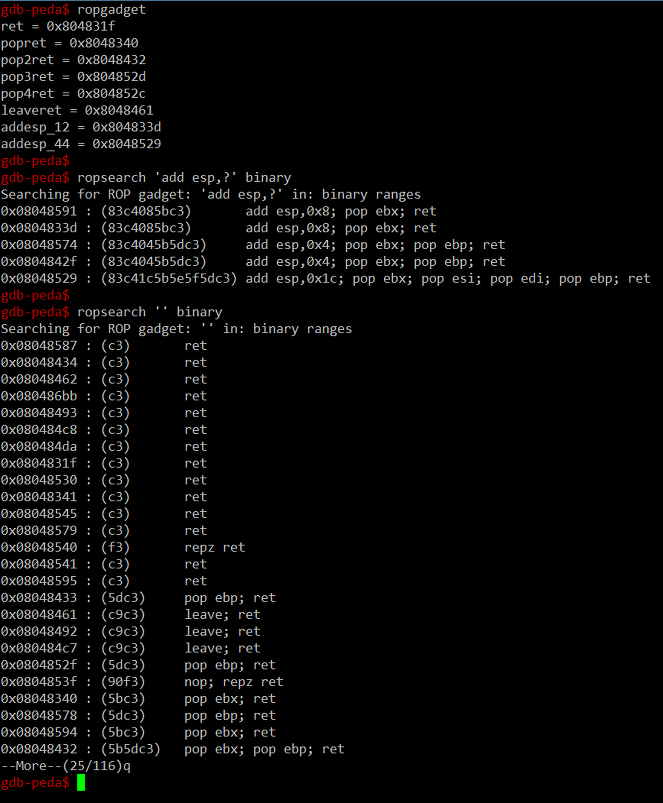 gdb-peda$ ropgadget
ret = 0x804831f
popret = 0x8048340
pop2ret = 0x8048432
pop3ret = 0x804852d
pop4ret = 0x804852c
leaveret = 0x8048461
addesp_12 = 0x804833d
addesp_44 = 0x8048529
gdb-peda$
gdb-peda$ ropsearch 'add esp,?' binary
Searching for ROP gadget: 'add esp,?' in: binary ranges
0x08048591 : (83c4085bc3)	add esp,0x8; pop ebx; ret
0x0804833d : (83c4085bc3)	add esp,0x8; pop ebx; ret
0x08048574 : (83c4045b5dc3)	add esp,0x4; pop ebx; pop ebp; ret
0x0804842f : (83c4045b5dc3)	add esp,0x4; pop ebx; pop ebp; ret
0x08048529 : (83c41c5b5e5f5dc3) add esp,0x1c; pop ebx; pop esi; pop edi; pop ebp; ret
gdb-peda$
gdb-peda$ ropsearch '' binary
Searching for ROP gadget: '' in: binary ranges
0x08048587 : (c3)	ret
0x08048434 : (c3)	ret
0x08048462 : (c3)	ret
0x080486bb : (c3)	ret
0x08048493 : (c3)	ret
0x080484c8 : (c3)	ret
0x080484da : (c3)	ret
0x0804831f : (c3)	ret
0x08048530 : (c3)	ret
0x08048341 : (c3)	ret
0x08048545 : (c3)	ret
0x08048579 : (c3)	ret
0x08048540 : (f3)	repz ret
0x08048541 : (c3)	ret
0x08048595 : (c3)	ret
0x08048433 : (5dc3)	pop ebp; ret
0x08048461 : (c9c3)	leave; ret
0x08048492 : (c9c3)	leave; ret
0x080484c7 : (c9c3)	leave; ret
0x0804852f : (5dc3)	pop ebp; ret
0x0804853f : (90f3)	nop; repz ret
0x08048340 : (5bc3)	pop ebx; ret
0x08048578 : (5dc3)	pop ebp; ret
0x08048594 : (5bc3)	pop ebx; ret
0x08048432 : (5b5dc3)	pop ebx; pop ebp; ret
--More--(25/116)q
gdb-peda$